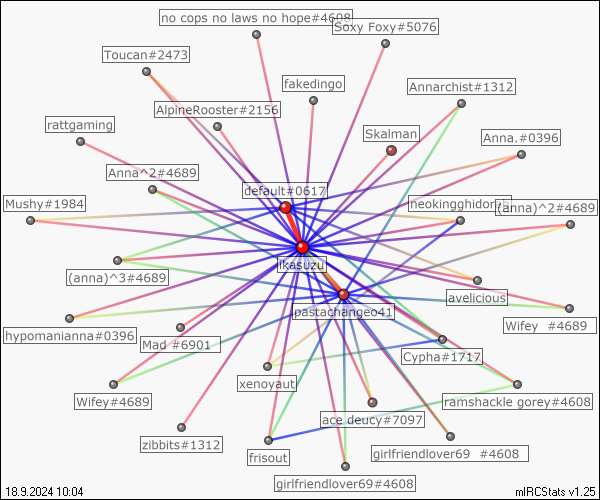 no cops no laws no hope#4608
Soxy Foxy#5076
Toucan#2473
fakedingo
Annarchist#1312
AlpineRooster#2156
rattgaming
Skalman
Anna.#0396
Anna^2#4689
default#0617
Mushy#1984
neokingghidorah
(anna)^2#4689
ikasuzu
(anna)^3#4689
avelicious
pastachangeo41
hypomanianna#0396
Wifey  #4689
Mad #6901
Cypha#1717
xenoyaut
Wifey#4689
ramshackle gorey#4608
ace deucy#7097
zibbits#1312
frisout
girlfriendlover69  #4608
girlfriendlover69#4608
18.9.2024 10:04
mIRCStats v1.25